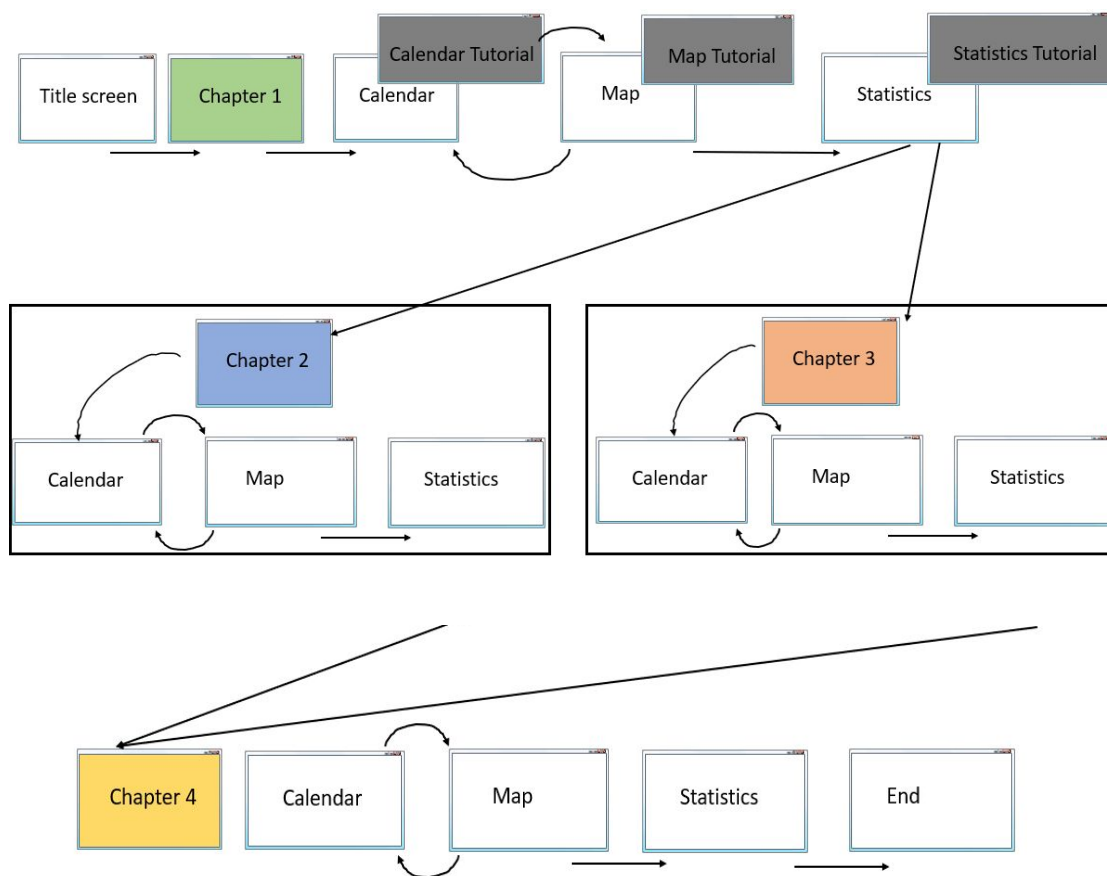 Title screen
Chapter 1
Calendar
Calendar Tutorial
Map
Map Tutorial
Statistics
Statistics Tutorial
Chapter 2
Calendar
Map
Statistics
Chapter 3
Calendar
Map
Statistics
Chapter 4
Calendar
Map
Statistics
End